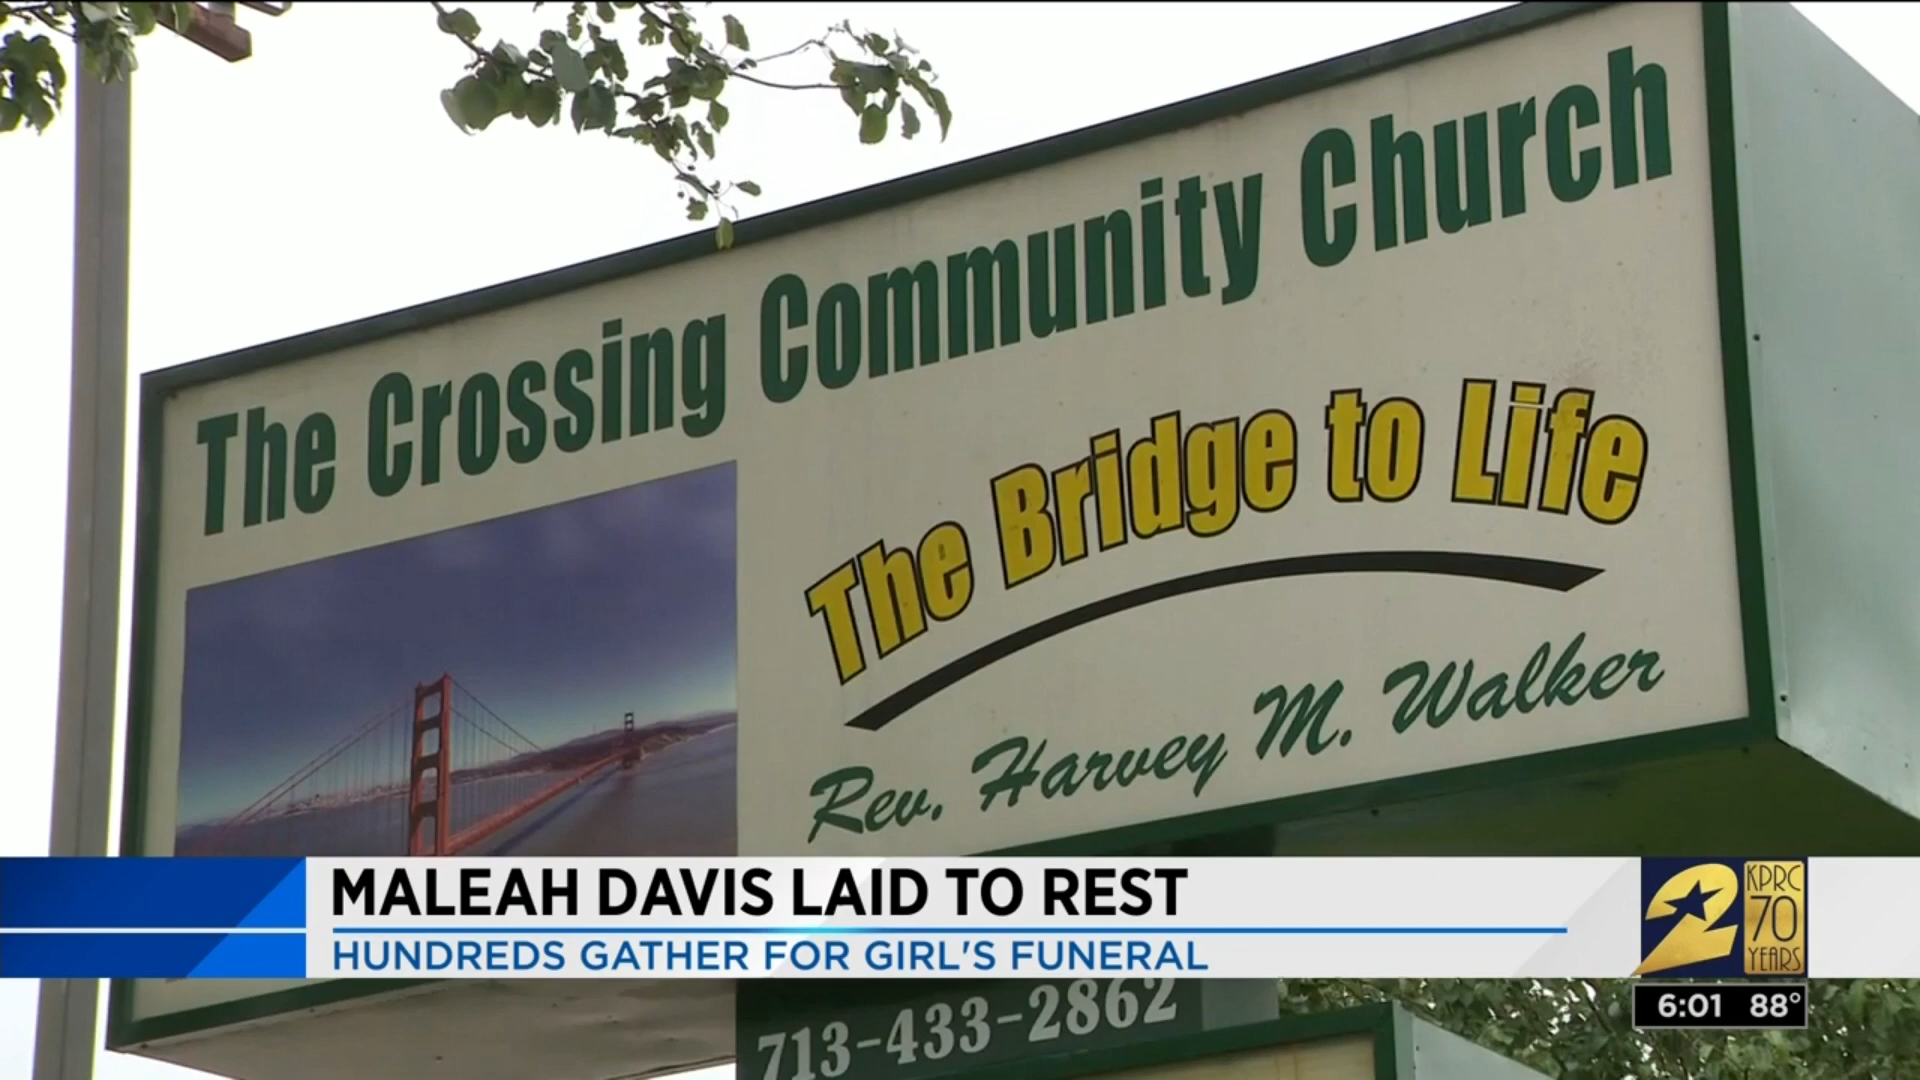 The Crossing Community Church
The Bridge to Life
Rev. Harvey M. Walker
MALEAH DAVIS LAID TO REST
HUNDREDS GATHER FOR GIRL'S FUNERAL
2
KPRC
70
YEARS
6:01 88°
713-433-2862